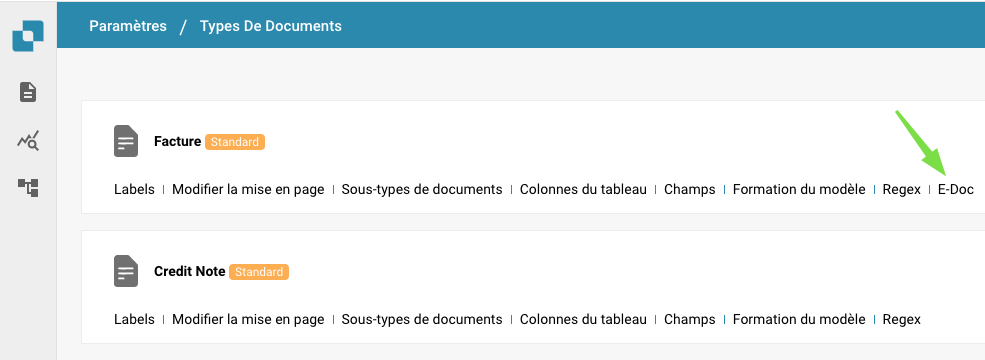 Paramètres / Types De Documents
Facture Standard
Labels | Modifier la mise en page | Sous-types de documents | Colonnes du tableau | Champs | Formation du modèle | Regex | E-Doc
Credit Note Standard
Labels | Modifier la mise en page | Sous-types de documents | Colonnes du tableau | Champs | Formation du modèle | Regex